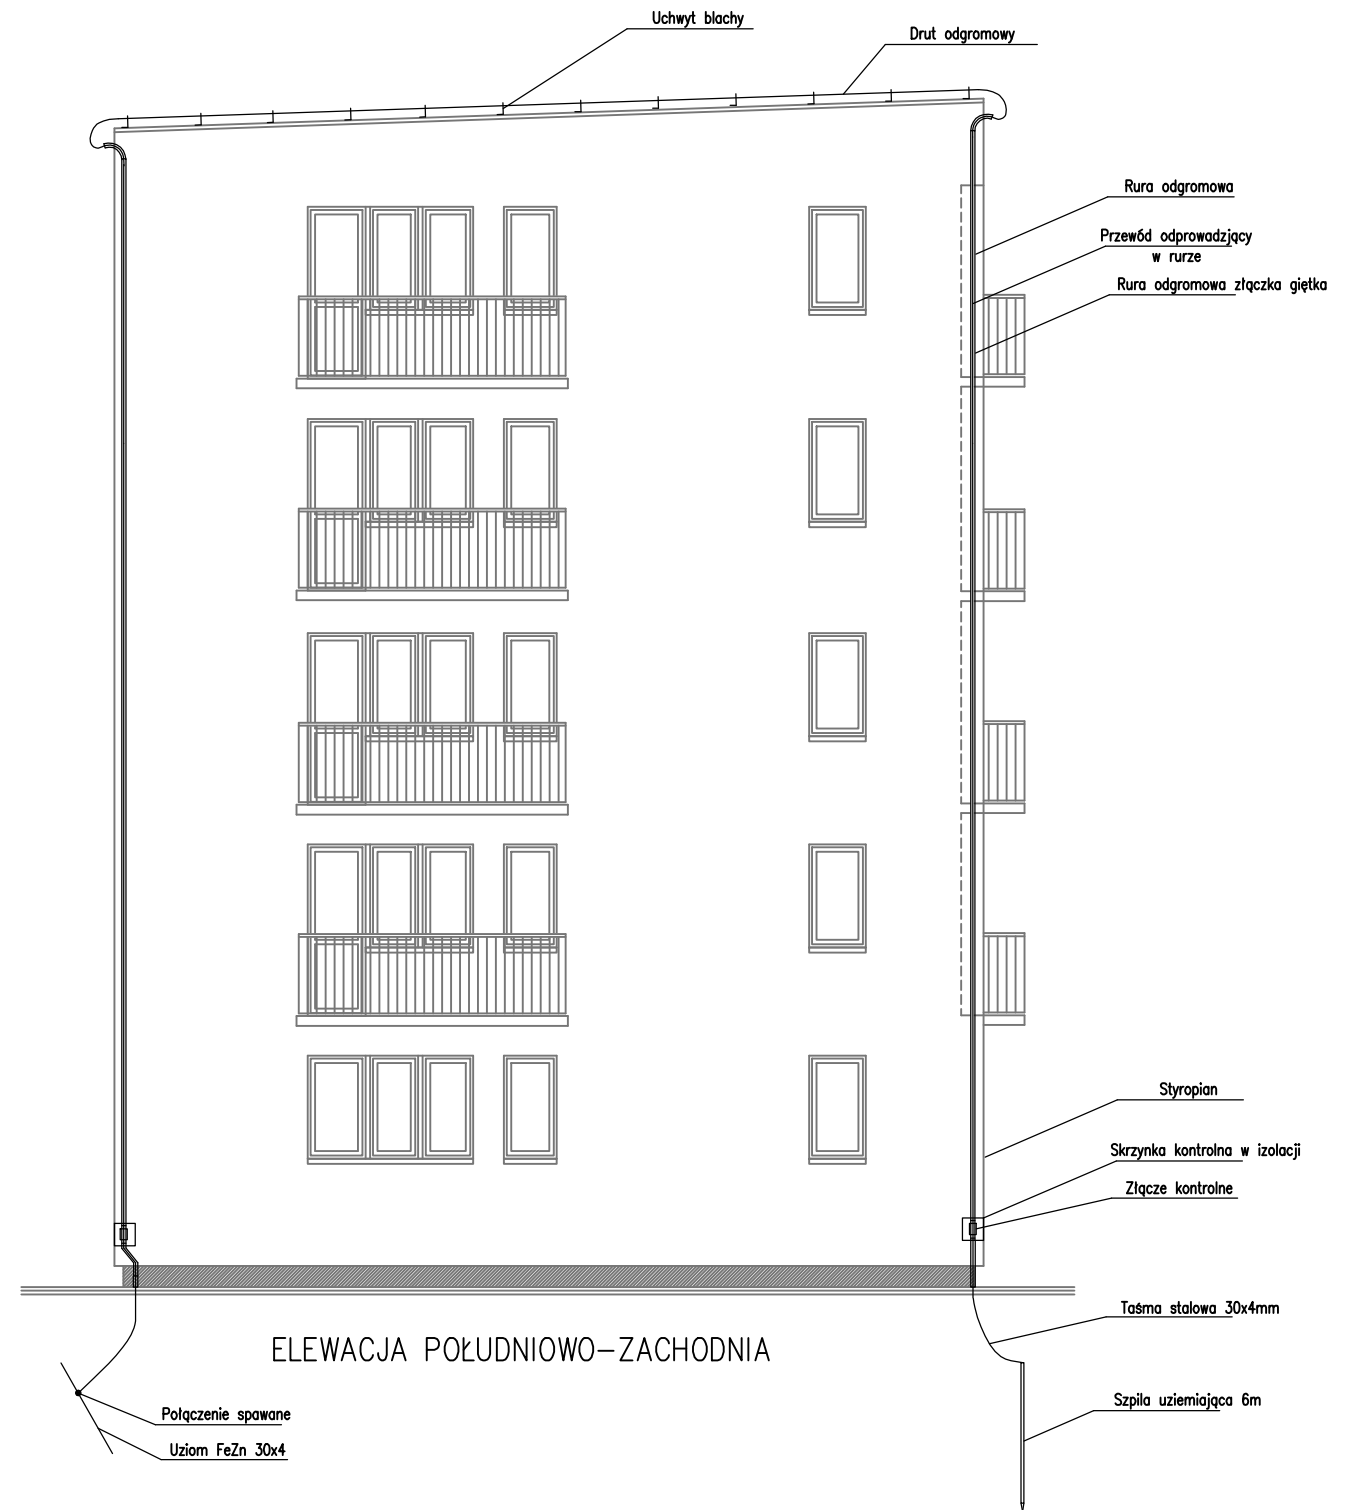 Uchwyt blachy
Drut odgromowy
Rura odgromowa
Przewód odprowadzjący
w rurze
Rura odgromowa złączka giętka
Styropian
Skrzynka kontrolna w izolacji
Złącze kontrolne
Taśma stalowa 30x4mm
ELEWACJA POŁUDNIOWO-ZACHODNIA
Szpila uziemiająca 6m
Połączenie spawane
Uziom FeZn 30x4